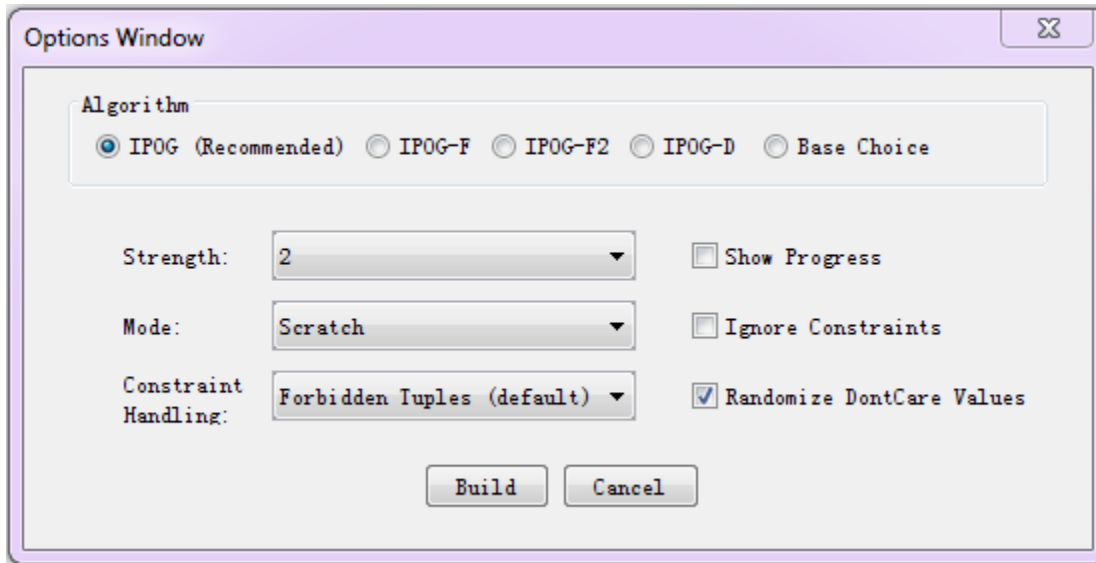 Options Window
Algorithm
IPOG (Recommended) IPOG-F IPOG-F2 IPOG-D Base Choice
Strength: 2 Show Progress
Mode: Scratch Ignore Constraints
Constraint
Handling: Forbidden Tuples (default) Randomize DontCare Values
Build Cancel